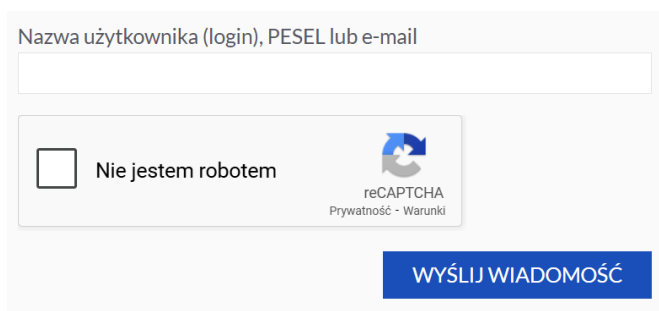 Nazwa użytkownika (login), PESEL lub e-mail
Nie jestem robotem
reCAPTCHA
Prywatność - Warunki
WYŚLIJ WIADOMOŚĆ